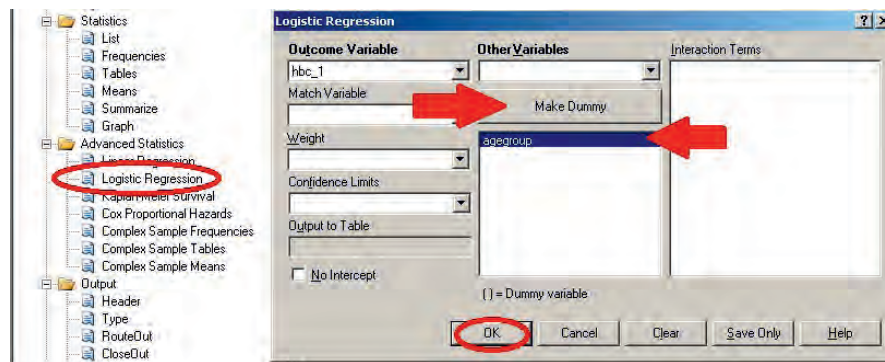 Statistics
List
Frequencies
Tables
Means
Summarize
Graph
Advanced Statistics
Linear Regression
Logistic Regression
Kaplan-Meier Survival
Cox Proportional Hazards
Complex Sample Frequencies
Complex Sample Tables
Complex Sample Means
Output
Header
Type
RouteOut
CloseOut
Logistic Regression
Outcome Variable
hbc_1
Match Variable
Weight
Confidence Limits
Output to Table
No Intercept
Other Variables
Make Dummy
agegroup
( ) = Dummy variable
Interaction Terms
OK Cancel Clear Save Only Help